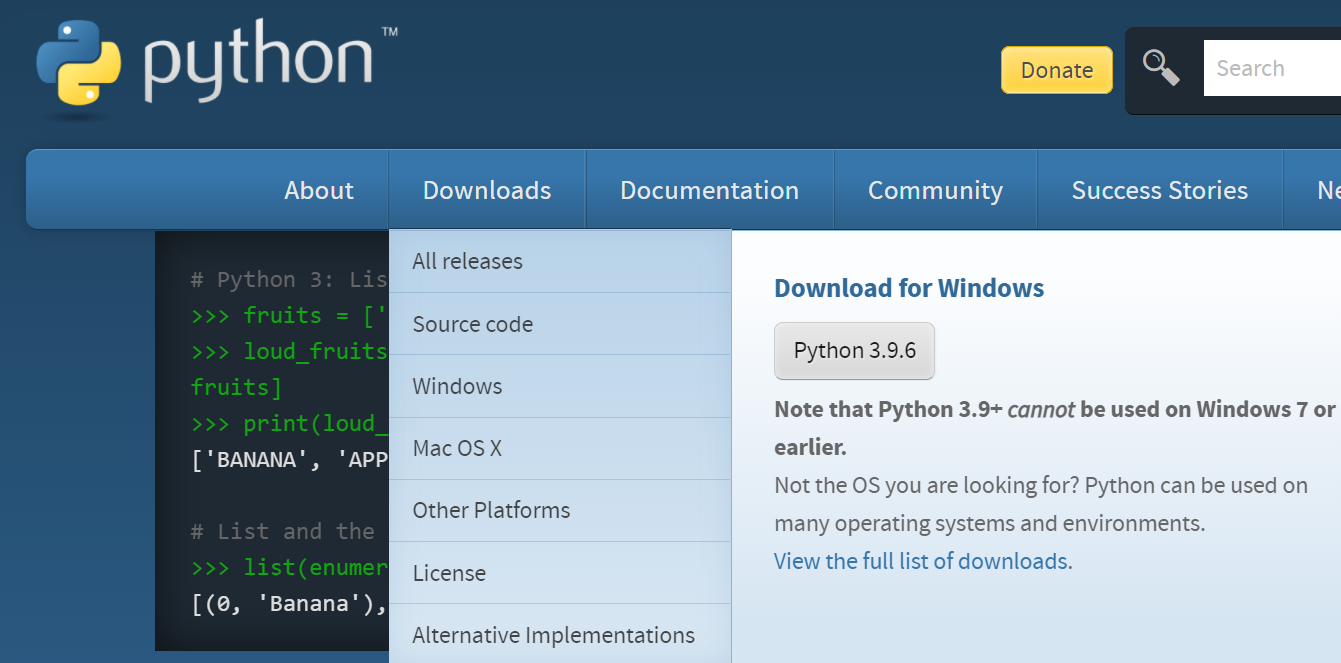 python™
Donate
Search
About
Downloads
Documentation
Community
Success Stories
Ne
# Python 3: Lis
>>> fruits = ['
>>> loud_fruits
fruits]
>>> print(loud_
['BANANA', 'APP
# List and the
>>> list(enumer
[(0, 'Banana'),
All releases
Source code
Windows
Mac OS X
Other Platforms
License
Alternative Implementations
Download for Windows
Python 3.9.6
Note that Python 3.9+ cannot be used on Windows 7 or
earlier.
Not the OS you are looking for? Python can be used on
many operating systems and environments.
View the full list of downloads.